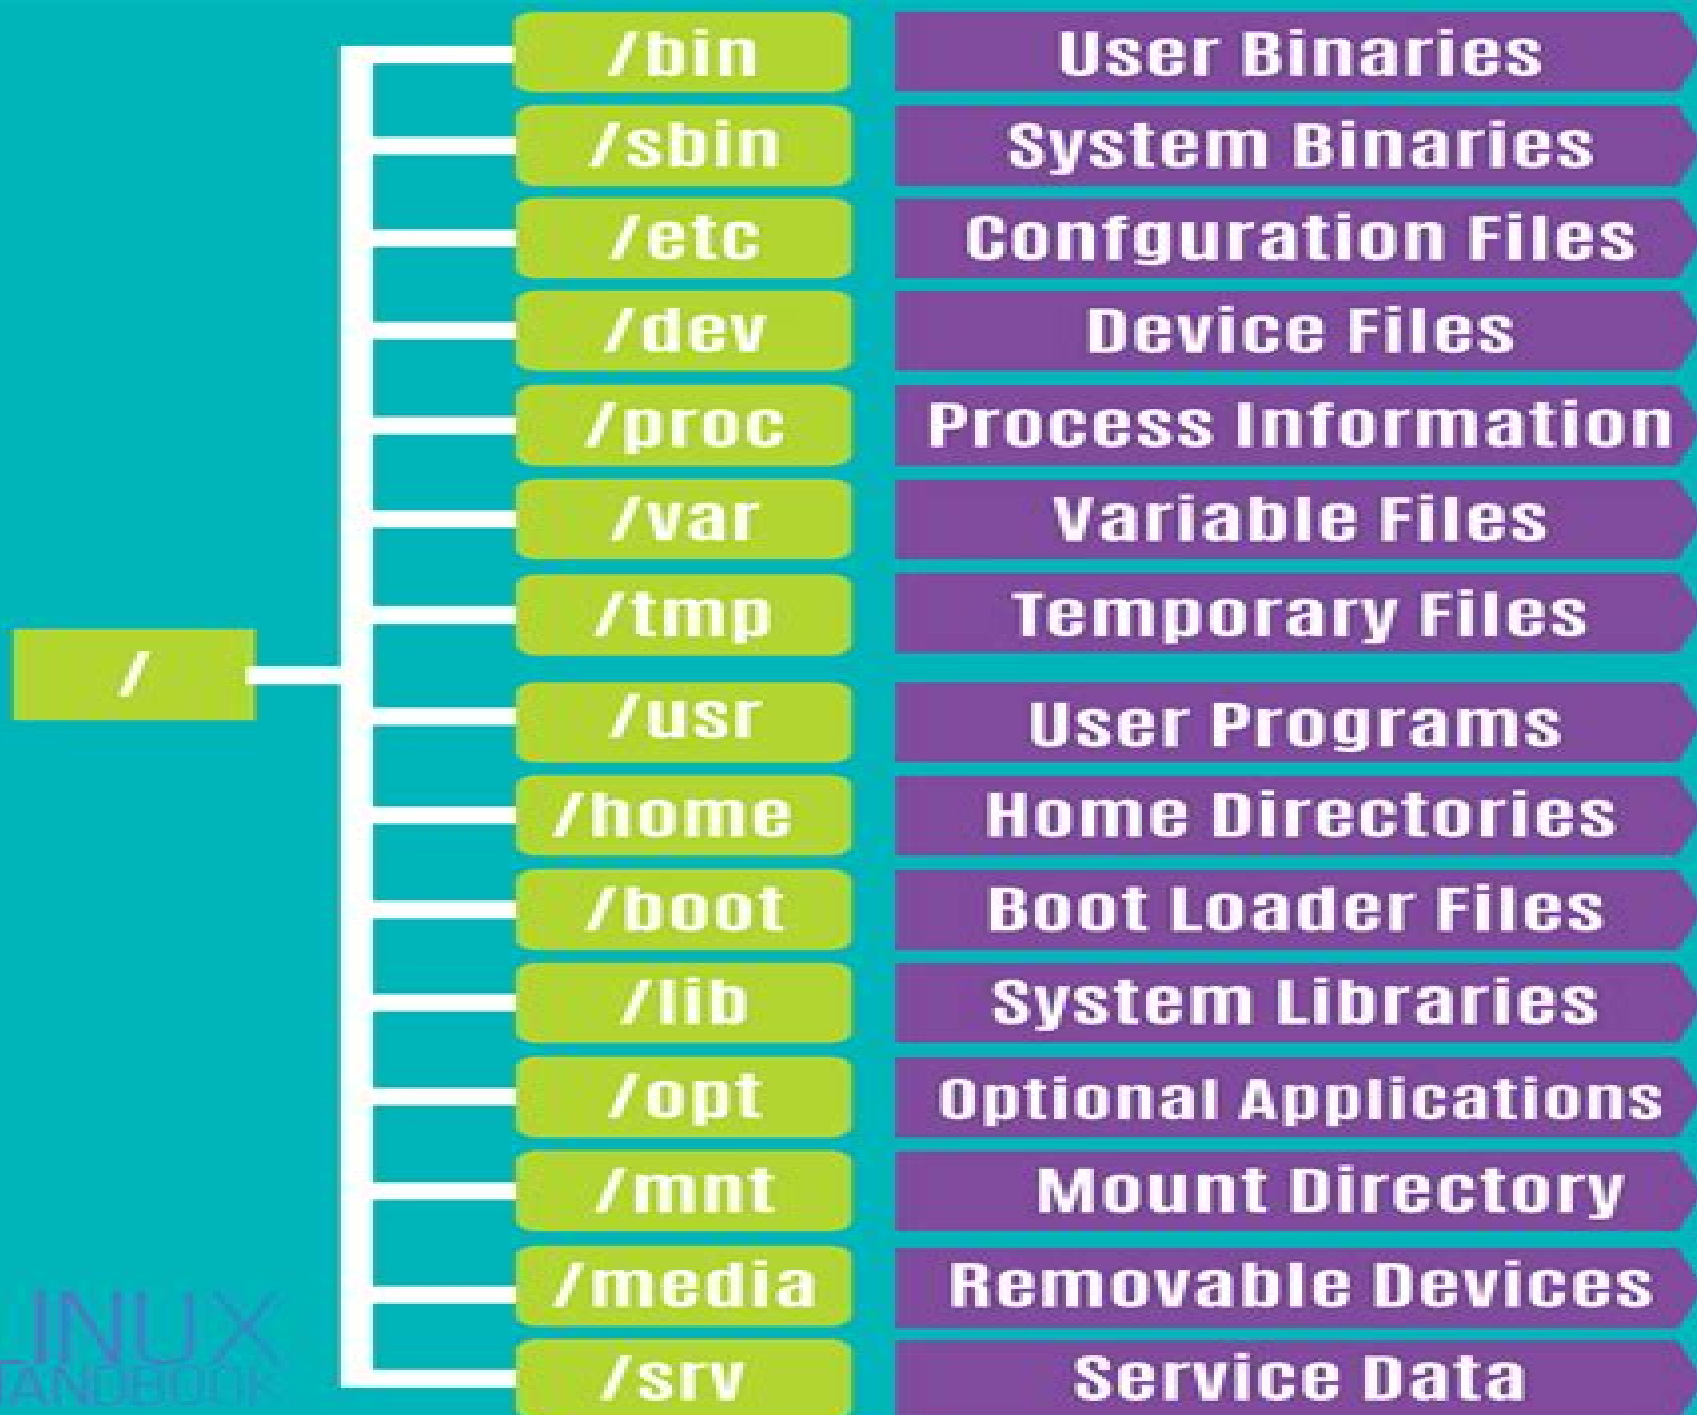 /bin User Binaries
/sbin System Binaries
/etc Confguration Files
/dev Device Files
/proc Process Information
/var Variable Files
/tmp Temporary Files
/
/usr User Programs
/home Home Directories
/boot Boot Loader Files
/lib System Libraries
/opt Optional Applications
/mnt Mount Directory
/media Removable Devices
/srv Service Data
LINUX
HANDBOOK